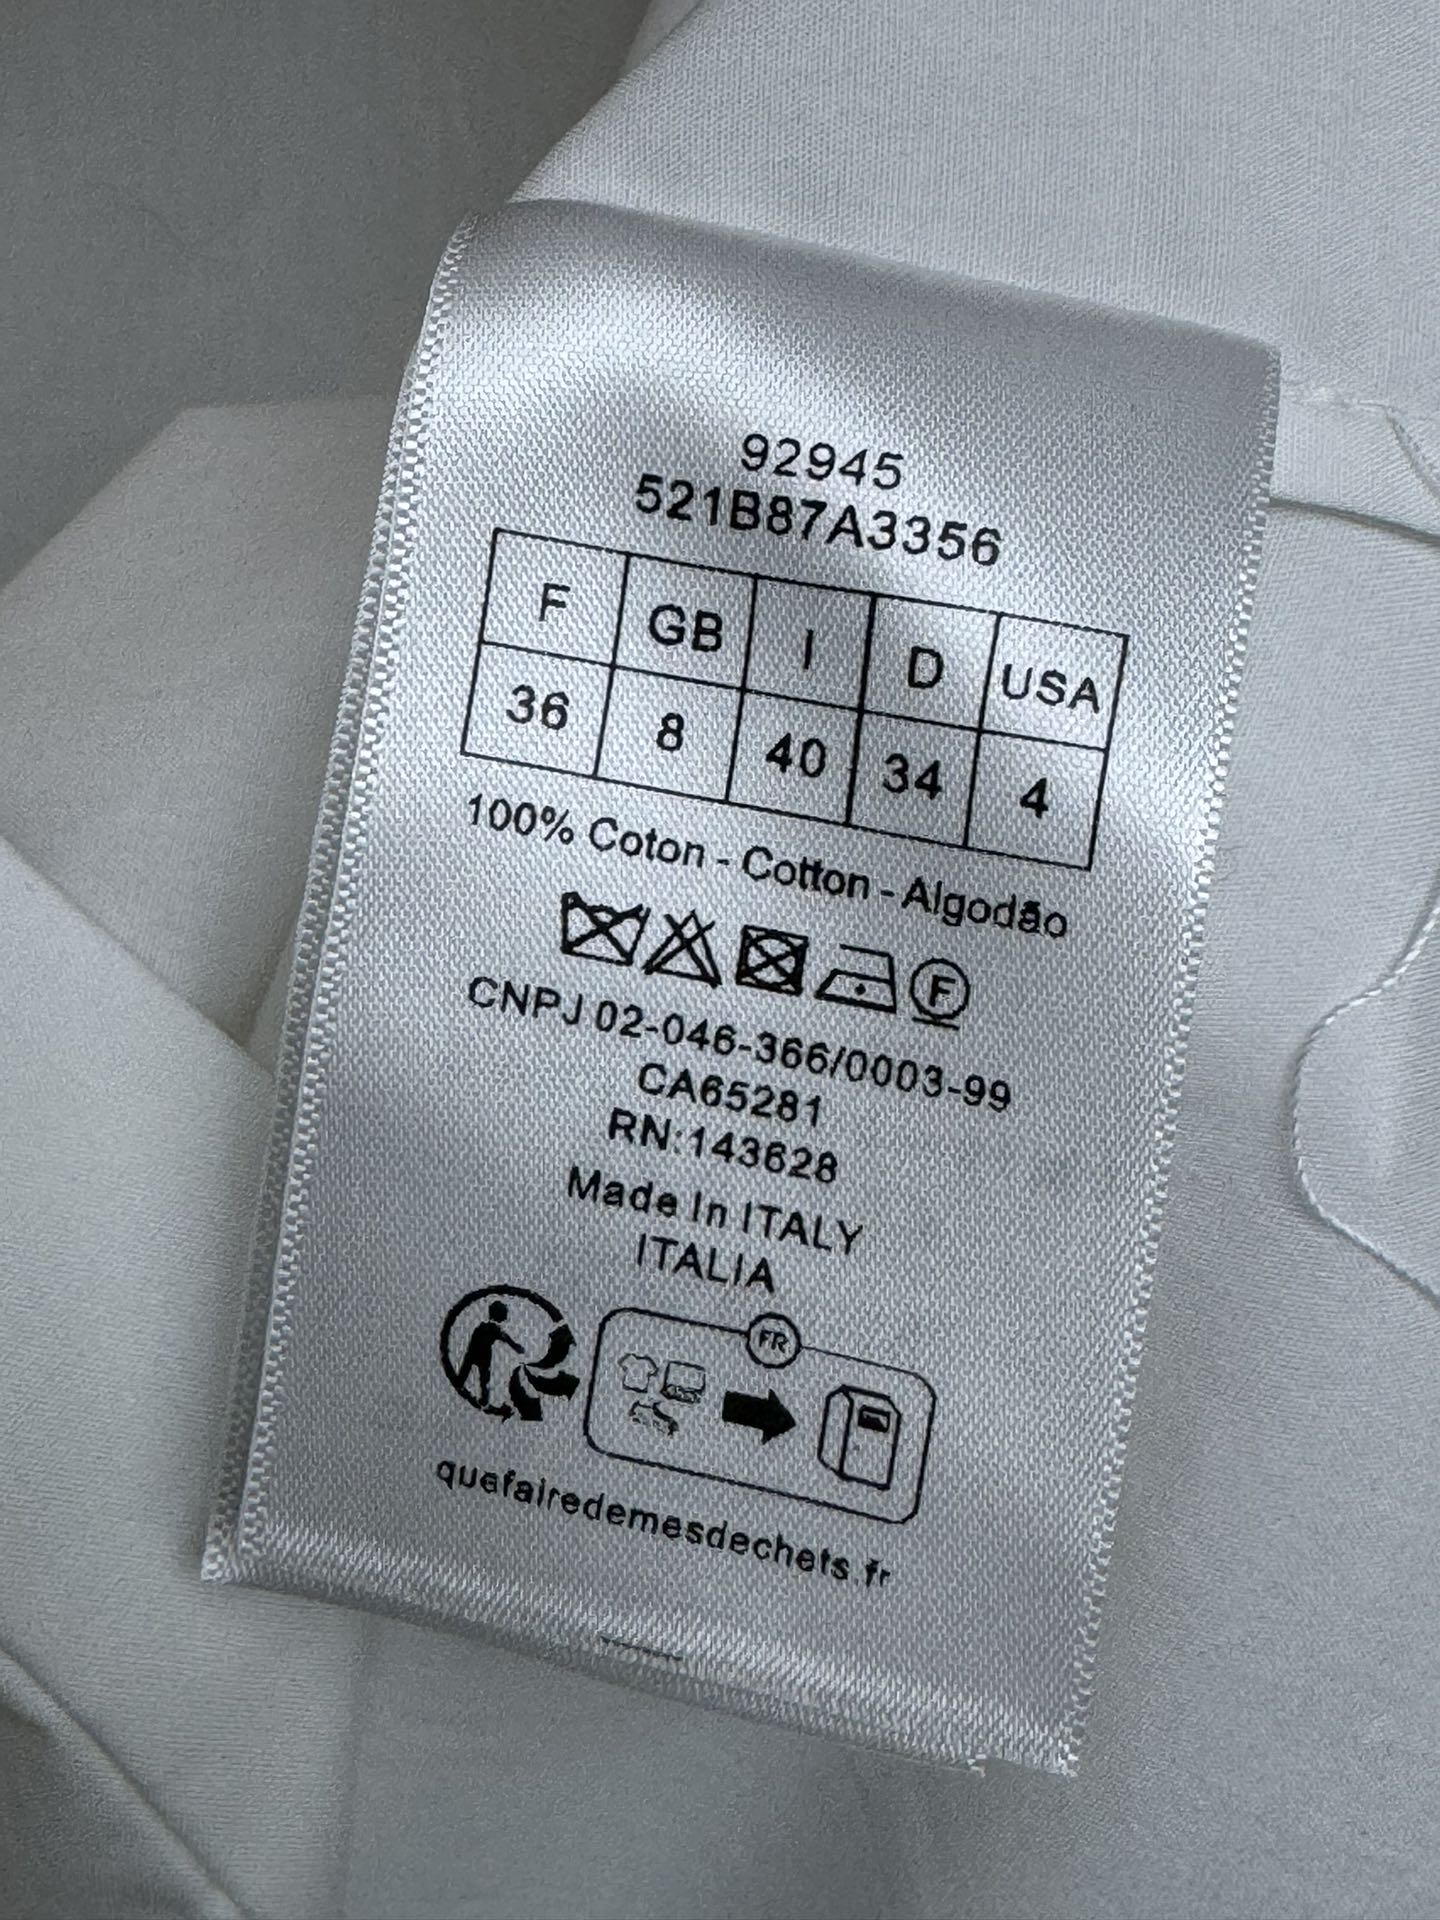 92945
521B87A3356
F GB I D USA
36 8 40 34 4
100% Coton - Cotton - Algodão
F
CNPJ 02-046-366/0003-99
CA65281
RN:143628
Made In ITALY
ITALIA
FR
quefairedemesdechets.fr